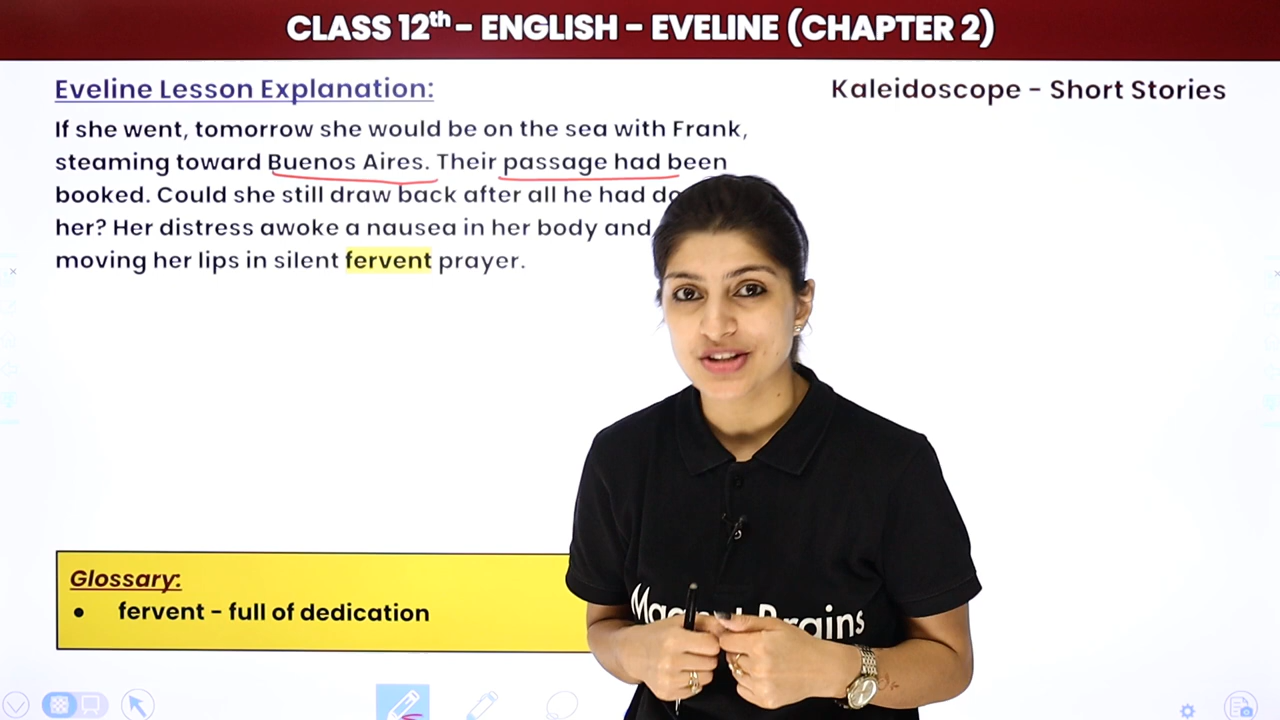 CLASS 12th - ENGLISH - EVELINE (CHAPTER 2)
Eveline Lesson Explanation:
Kaleidoscope - Short Stories
If she went, tomorrow she would be on the sea with Frank,
steaming toward Buenos Aires. Their passage had been
booked. Could she still draw back after all he had
her? Her distress awoke a nausea in her body and
moving her lips in silent fervent prayer.
Glossary:
• fervent - full of dedication